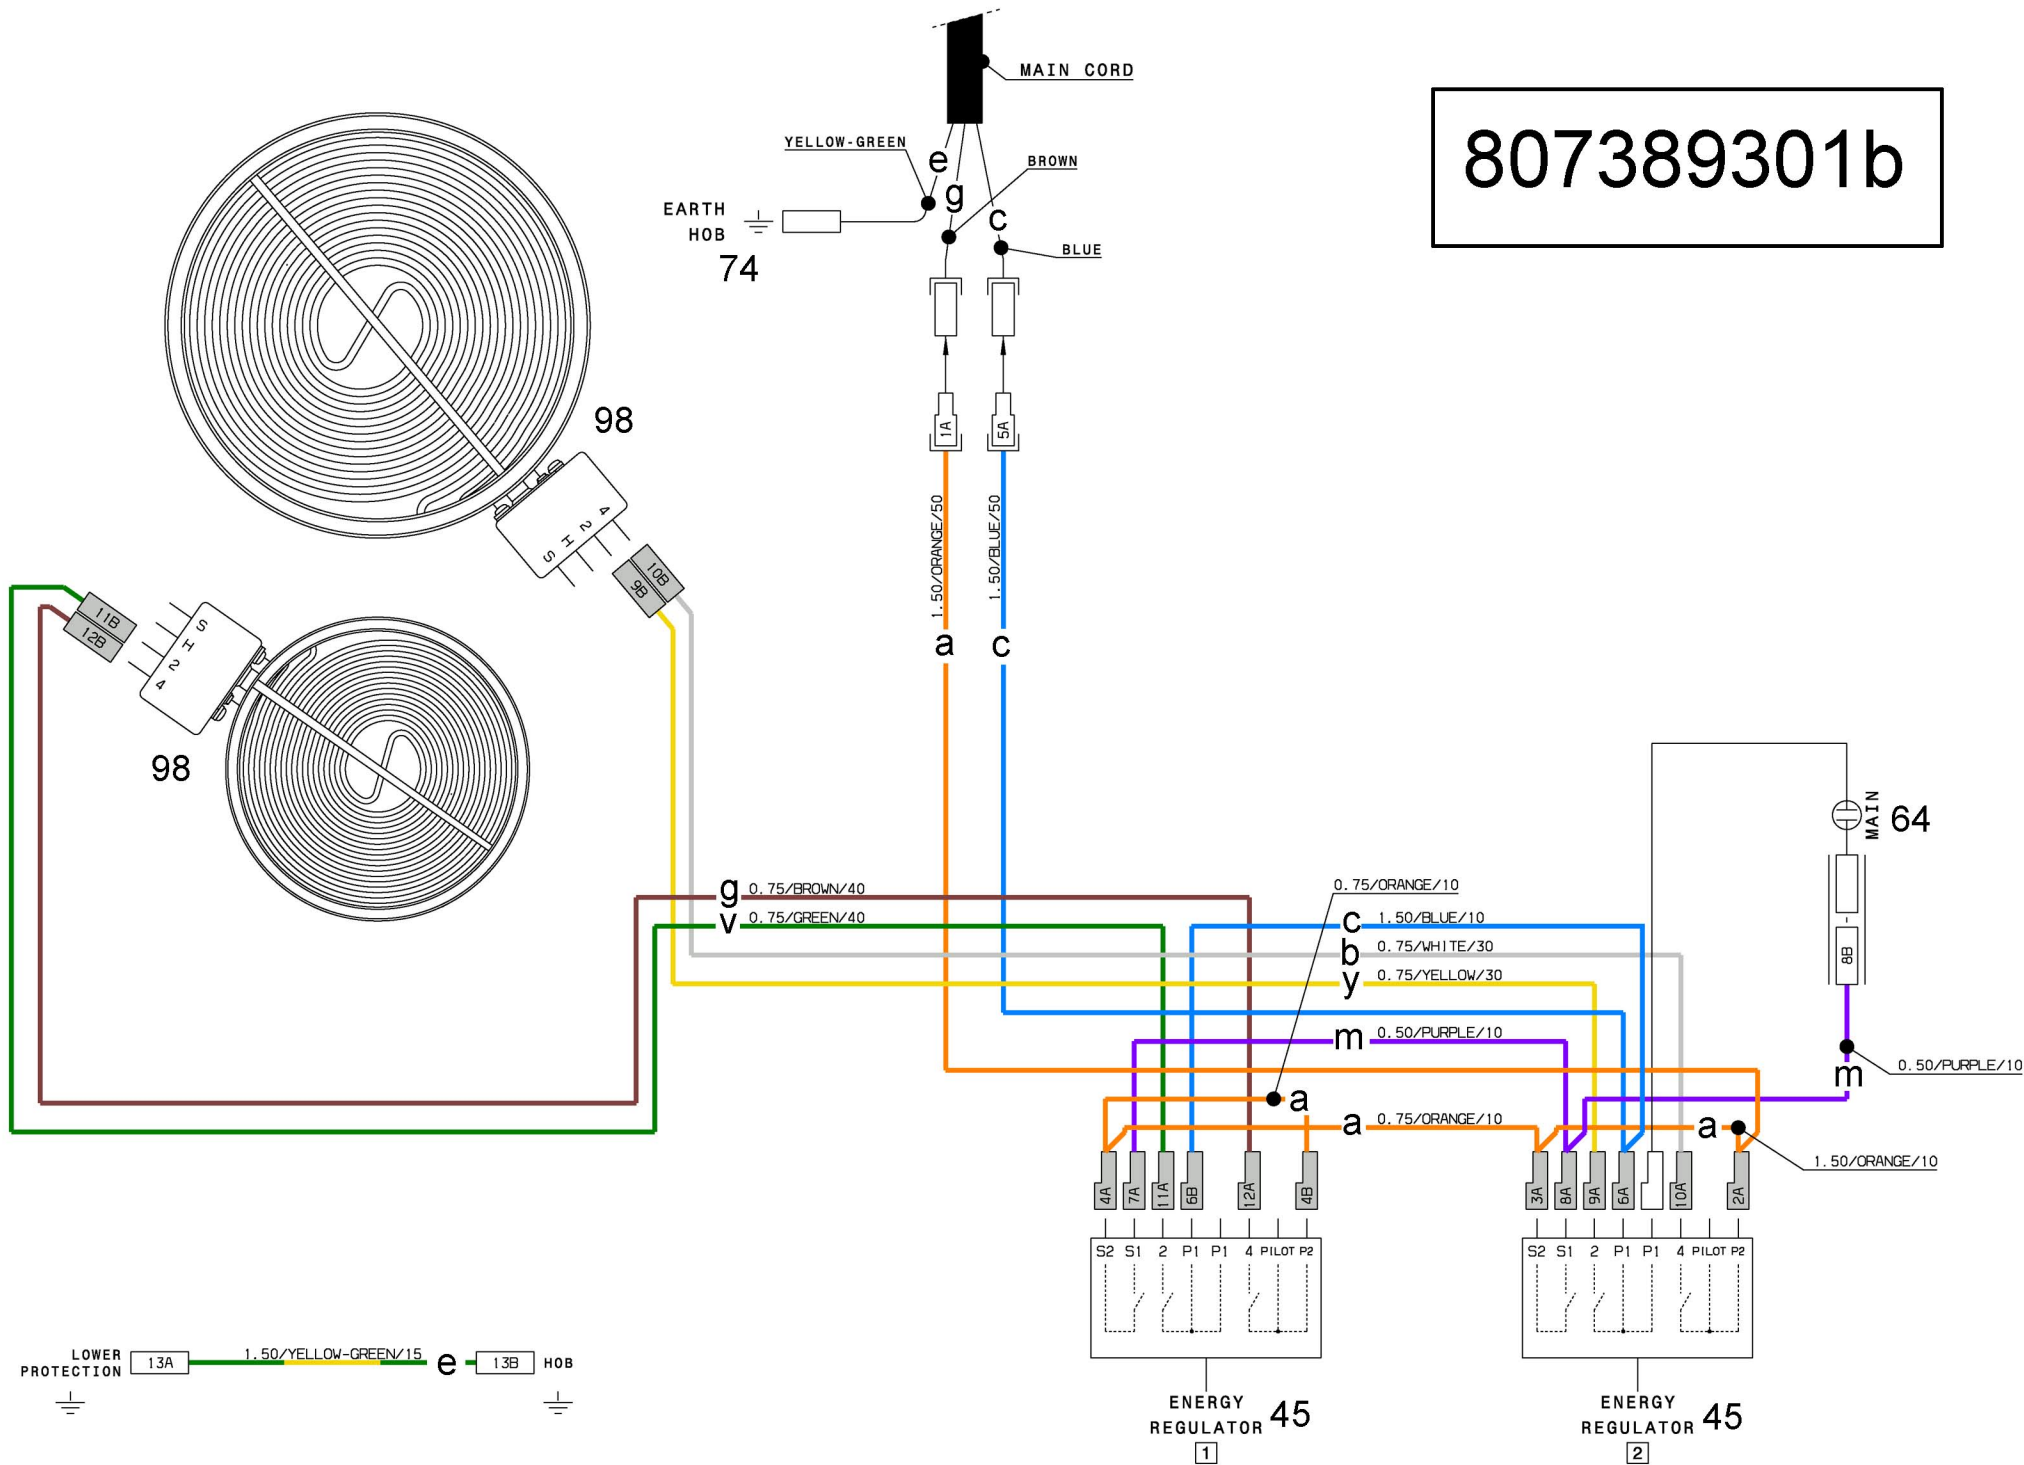 MAIN CORD
807389301b
YELLOW-GREEN
e
BROWN
g
EARTH
HOB
c
BLUE
74
98
1A
5A
4
2
H
S
10B
9B
1.50/ORANGE/50
1.50/BLUE/50
11B
12B
S
H
2
4
a
c
98
MAIN
64
g 0.75/BROWN/40
0.75/ORANGE/10
v 0.75/GREEN/40
c 1.50/BLUE/10
b 0.75/WHITE/30
8B
y 0.75/YELLOW/30
m 0.50/PURPLE/10
0.50/PURPLE/10
m
a
a 0.75/ORANGE/10
a
1.50/ORANGE/10
4A 7A 11A 6B 12A 4B
3A 8A 9A 6A 10A 2A
S2 S1 2 P1 P1 4 PILOT P2
S2 S1 2 P1 P1 4 PILOT P2
LOWER
PROTECTION
13A
1.50/YELLOW-GREEN/15
e
13B
HOB
ENERGY
REGULATOR
45
1
ENERGY
REGULATOR
45
2